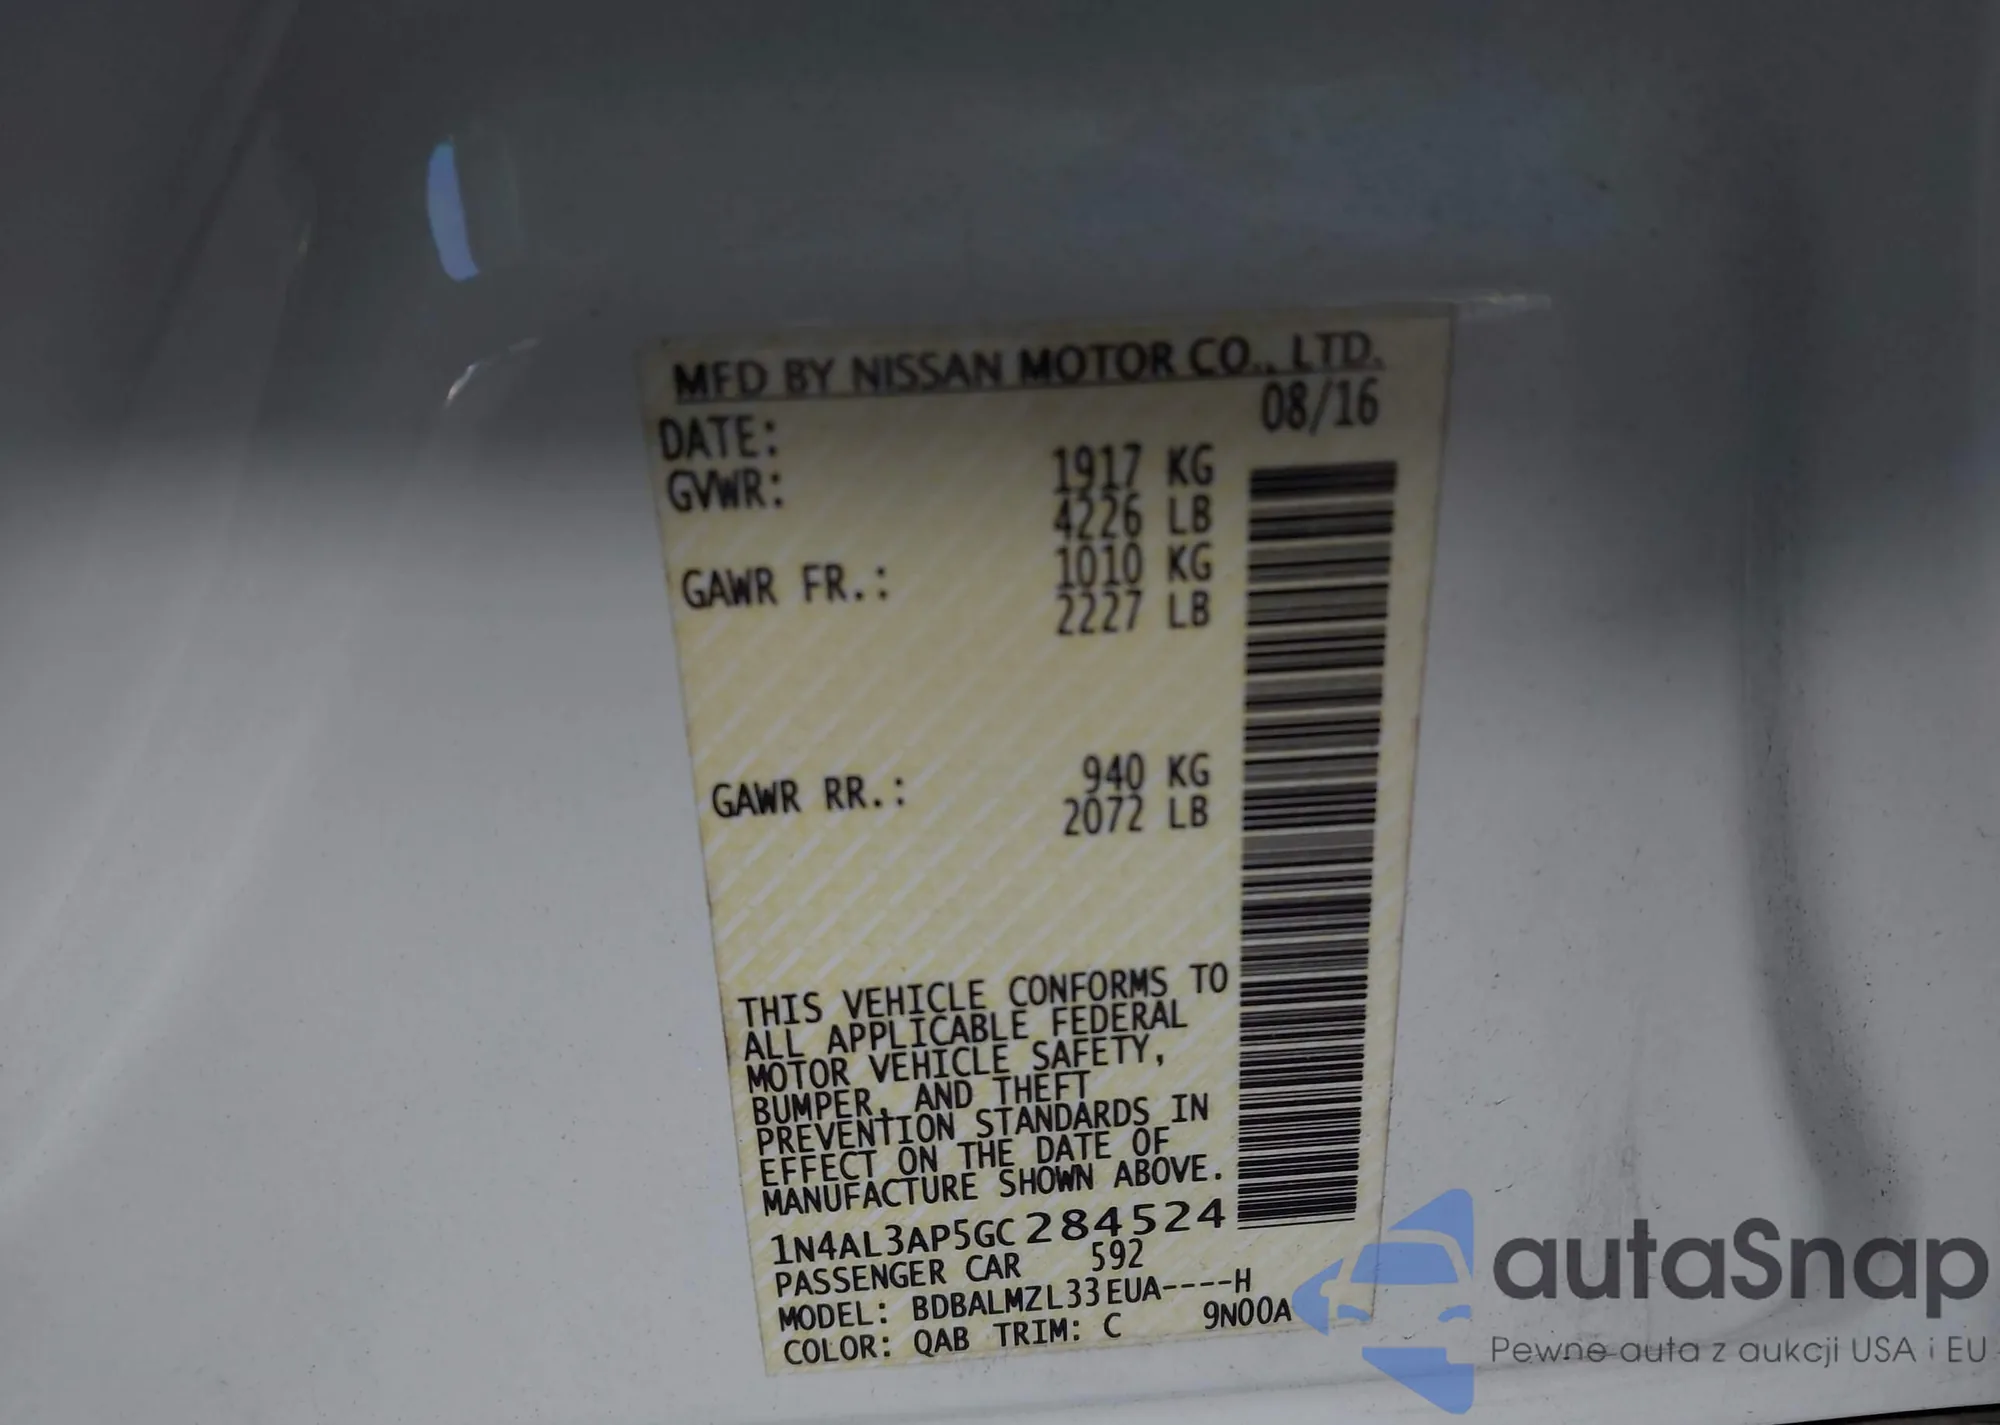 MFD BY NISSAN MOTOR CO., LTD.
DATE: 08/16
GVWR: 1917 KG
4226 LB
GAWR FR.: 1010 KG
2227 LB
GAWR RR.: 940 KG
2072 LB
THIS VEHICLE CONFORMS TO
ALL APPLICABLE FEDERAL
MOTOR VEHICLE SAFETY,
BUMPER, AND THEFT
PREVENTION STANDARDS IN
EFFECT ON THE DATE OF
MANUFACTURE SHOWN ABOVE.
1N4AL3AP5GC284524
PASSENGER CAR 592
MODEL: BDBALMZL33EUA----H
COLOR: QAB TRIM: C 9N00A
autaSnap
Pewne auta z aukcji USA i EU